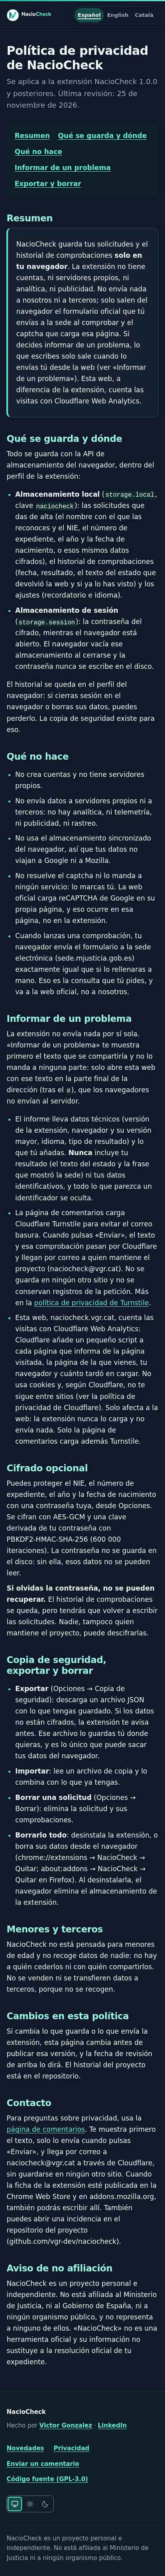 NacioCheck
Español English Català
Política de privacidad
de NacioCheck
Se aplica a la extensión NacioCheck 1.0.0
y posteriores. Última revisión: 25 de
noviembre de 2026.
Resumen Qué se guarda y dónde
Qué no hace
Informar de un problema
Exportar y borrar
Resumen
NacioCheck guarda tus solicitudes y el
historial de comprobaciones solo en
tu navegador. La extensión no tiene
cuentas, ni servidores propios, ni
analítica, ni publicidad. No envía nada
a nosotros ni a terceros; solo salen del
navegador el formulario oficial que tú
envías a la sede al comprobar y el
captcha que carga esa página. Si
decides informar de un problema, lo
que escribes solo sale cuando lo
envías tú desde la web (ver «Informar
de un problema»). Esta web, a
diferencia de la extensión, cuenta las
visitas con Cloudflare Web Analytics.
Qué se guarda y dónde
Todo se guarda con la API de
almacenamiento del navegador, dentro del
perfil de la extensión:
• Almacenamiento local (storage.local,
clave naciocheck): las solicitudes que
das de alta (el nombre con el que las
reconoces y el NIE, el número de
expediente, el año y la fecha de
nacimiento, o esos mismos datos
cifrados), el historial de comprobaciones
(fecha, resultado, el texto del estado que
devolvió la web y si ya lo has visto) y los
ajustes (recordatorio e idioma).
• Almacenamiento de sesión
(storage.session): la contraseña del
cifrado, mientras el navegador está
abierto. El navegador vacía ese
almacenamiento al cerrarse y la
contraseña nunca se escribe en el disco.
El historial se queda en el perfil del
navegador: si cierras sesión en el
navegador o borras sus datos, puedes
perderlo. La copia de seguridad existe para
eso.
Qué no hace
• No crea cuentas y no tiene servidores
propios.
• No envía datos a servidores propios ni a
terceros: no hay analítica, ni telemetría,
ni publicidad, ni rastreo.
• No usa el almacenamiento sincronizado
del navegador, así que tus datos no
viajan a Google ni a Mozilla.
• No resuelve el captcha ni lo manda a
ningún servicio: lo marcas tú. La web
oficial carga reCAPTCHA de Google en su
propia página, y eso ocurre en esa
página, no en la extensión.
• Cuando lanzas una comprobación, tu
navegador envía el formulario a la sede
electrónica (sede.mjusticia.gob.es)
exactamente igual que si lo rellenaras a
mano. Eso es la consulta que tú pides, y
va a la web oficial, no a nosotros.
Informar de un problema
La extensión no envía nada por sí sola.
«Informar de un problema» te muestra
primero el texto que se compartiría y no lo
manda a ninguna parte: solo abre esta web
con ese texto en la parte final de la
dirección (tras el #), que los navegadores
no envían al servidor.
• El informe lleva datos técnicos (versión
de la extensión, navegador y su versión
mayor, idioma, tipo de resultado) y lo
que tú añadas. Nunca incluye tu
resultado (el texto del estado y la frase
que mostró la sede) ni tus datos
identificativos, y todo lo que parezca un
identificador se oculta.
• La página de comentarios carga
Cloudflare Turnstile para evitar el correo
basura. Cuando pulsas «Enviar», el texto
y esa comprobación pasan por Cloudflare
y llegan por correo a quien mantiene el
proyecto (naciocheck@vgr.cat). No se
guarda en ningún otro sitio y no se
envían más datos de la petición. Más
en la política de privacidad de Turnstile.
• Esta web, naciocheck.vgr.cat, cuenta las
visitas con Cloudflare Web Analytics:
Cloudflare añade un pequeño script a
cada página que informa de la página
visitada, la página de la que vienes, tu
navegador y cuánto tardó en cargar. No
usa cookies y, según Cloudflare, no te
sigue entre sitios (ver la política de
privacidad de Cloudflare). Solo afecta a la
web: la extensión nunca lo carga y no
envía nada. Solo la página de
comentarios carga además Turnstile.
Cifrado opcional
Puedes proteger el NIE, el número de
expediente, el año y la fecha de nacimiento
con una contraseña tuya, desde Opciones.
Se cifran con AES-GCM y una clave
derivada de tu contraseña con
PBKDF2-HMAC-SHA-256 (600 000
iteraciones). La contraseña no se guarda en
el disco: sin ella, esos datos no se pueden
leer.
Si olvidas la contraseña, no se pueden
recuperar. El historial de comprobaciones
se queda, pero tendrás que volver a escribir
las solicitudes. Nadie, tampoco quien
mantiene el proyecto, puede descifrarlas.
Copia de seguridad,
exportar y borrar
• Exportar (Opciones → Copia de
seguridad): descarga un archivo JSON
con lo que tengas guardado. Si los datos
no están cifrados, la extensión te avisa
antes. Ese archivo lo guardas tú donde
quieras, y es lo único que puede sacar
tus datos del navegador.
• Importar: lee un archivo de copia y lo
combina con lo que ya tengas.
• Borrar una solicitud (Opciones →
Borrar): elimina la solicitud y sus
comprobaciones.
• Borrarlo todo: desinstala la extensión, o
borra sus datos desde el navegador
(chrome://extensions → NacioCheck →
Quitar; about:addons → NacioCheck →
Quitar en Firefox). Al desinstalarla, el
navegador elimina el almacenamiento de
la extensión.
Menores y terceros
NacioCheck no está pensada para menores
de edad y no recoge datos de nadie: no hay
a quién cederlos ni con quién compartirlos.
No se venden ni se transfieren datos a
terceros, porque no se recogen.
Cambios en esta política
Si cambia lo que guarda o lo que envía la
extensión, esta página cambia antes de
publicar esa versión, y la fecha de revisión
de arriba lo dirá. El historial del proyecto
está en el repositorio.
Contacto
Para preguntas sobre privacidad, usa la
página de comentarios. Te muestra primero
el texto, solo lo envía cuando pulsas
«Enviar», y llega por correo a
naciocheck@vgr.cat a través de Cloudflare,
sin guardarse en ningún otro sitio. Cuando
la ficha de la extensión esté publicada en la
Chrome Web Store y en addons.mozilla.org,
también podrás escribir allí. También
puedes abrir una incidencia en el
repositorio del proyecto
(github.com/vgr-dev/naciocheck).
Aviso de no afiliación
NacioCheck es un proyecto personal e
independiente. No está afiliada al Ministerio
de Justicia, ni al Gobierno de España, ni a
ningún organismo público, y no representa
a ninguno de ellos. «NacioCheck» no es una
herramienta oficial y su información no
sustituye a la resolución oficial de tu
expediente.
NacioCheck
Hecho por Victor Gonzalez · LinkedIn
Novedades Privacidad
Enviar un comentario
Código fuente (GPL-3.0)
NacioCheck es un proyecto personal e
independiente. No está afiliada al Ministerio de
Justicia ni a ningún organismo público.